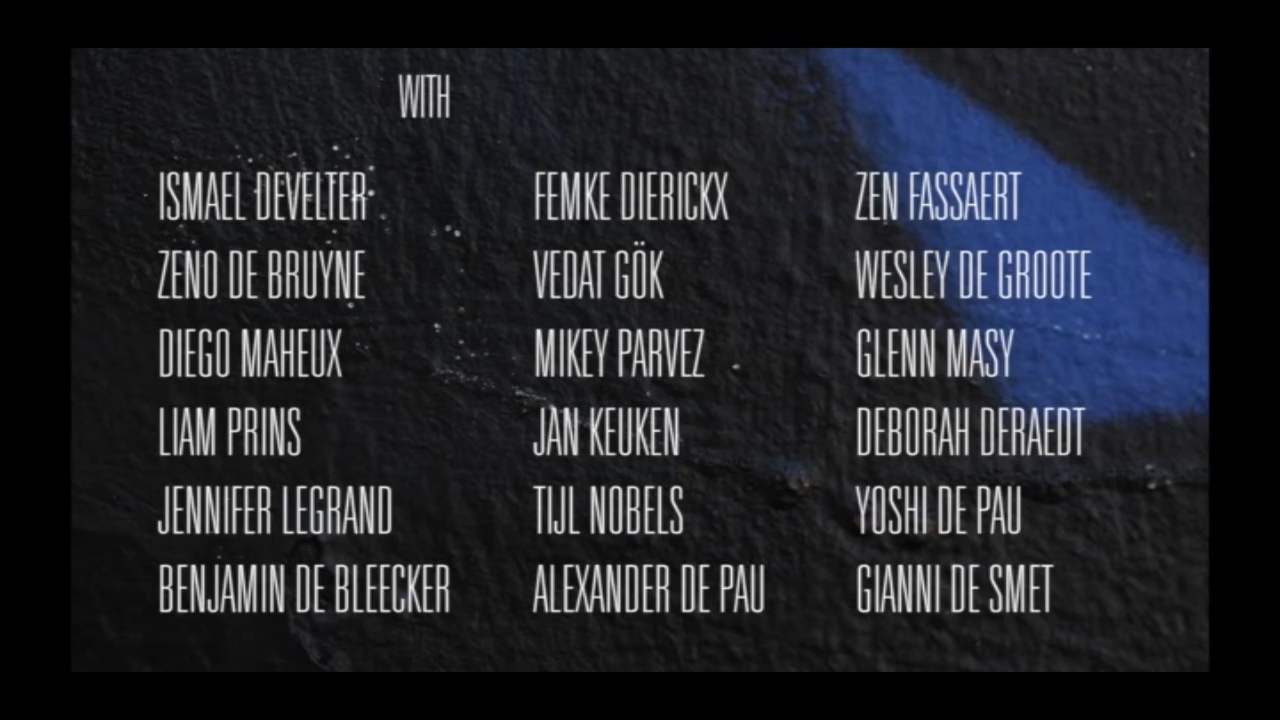 WITH
ISMAEL DEVELTER FEMKE DIERICKX ZEN FASSAERT
ZENO DE BRUYNE VEDAT GÖK WESLEY DE GROOTE
DIEGO MAHEUX MIKEY PARVEZ GLENN MASY
LIAM PRINS JAN KEUKEN DEBORAH DERAEDT
JENNIFER LEGRAND TIJL NOBELS YOSHI DE PAU
BENJAMIN DE BLEECKER ALEXANDER DE PAU GIANNI DE SMET